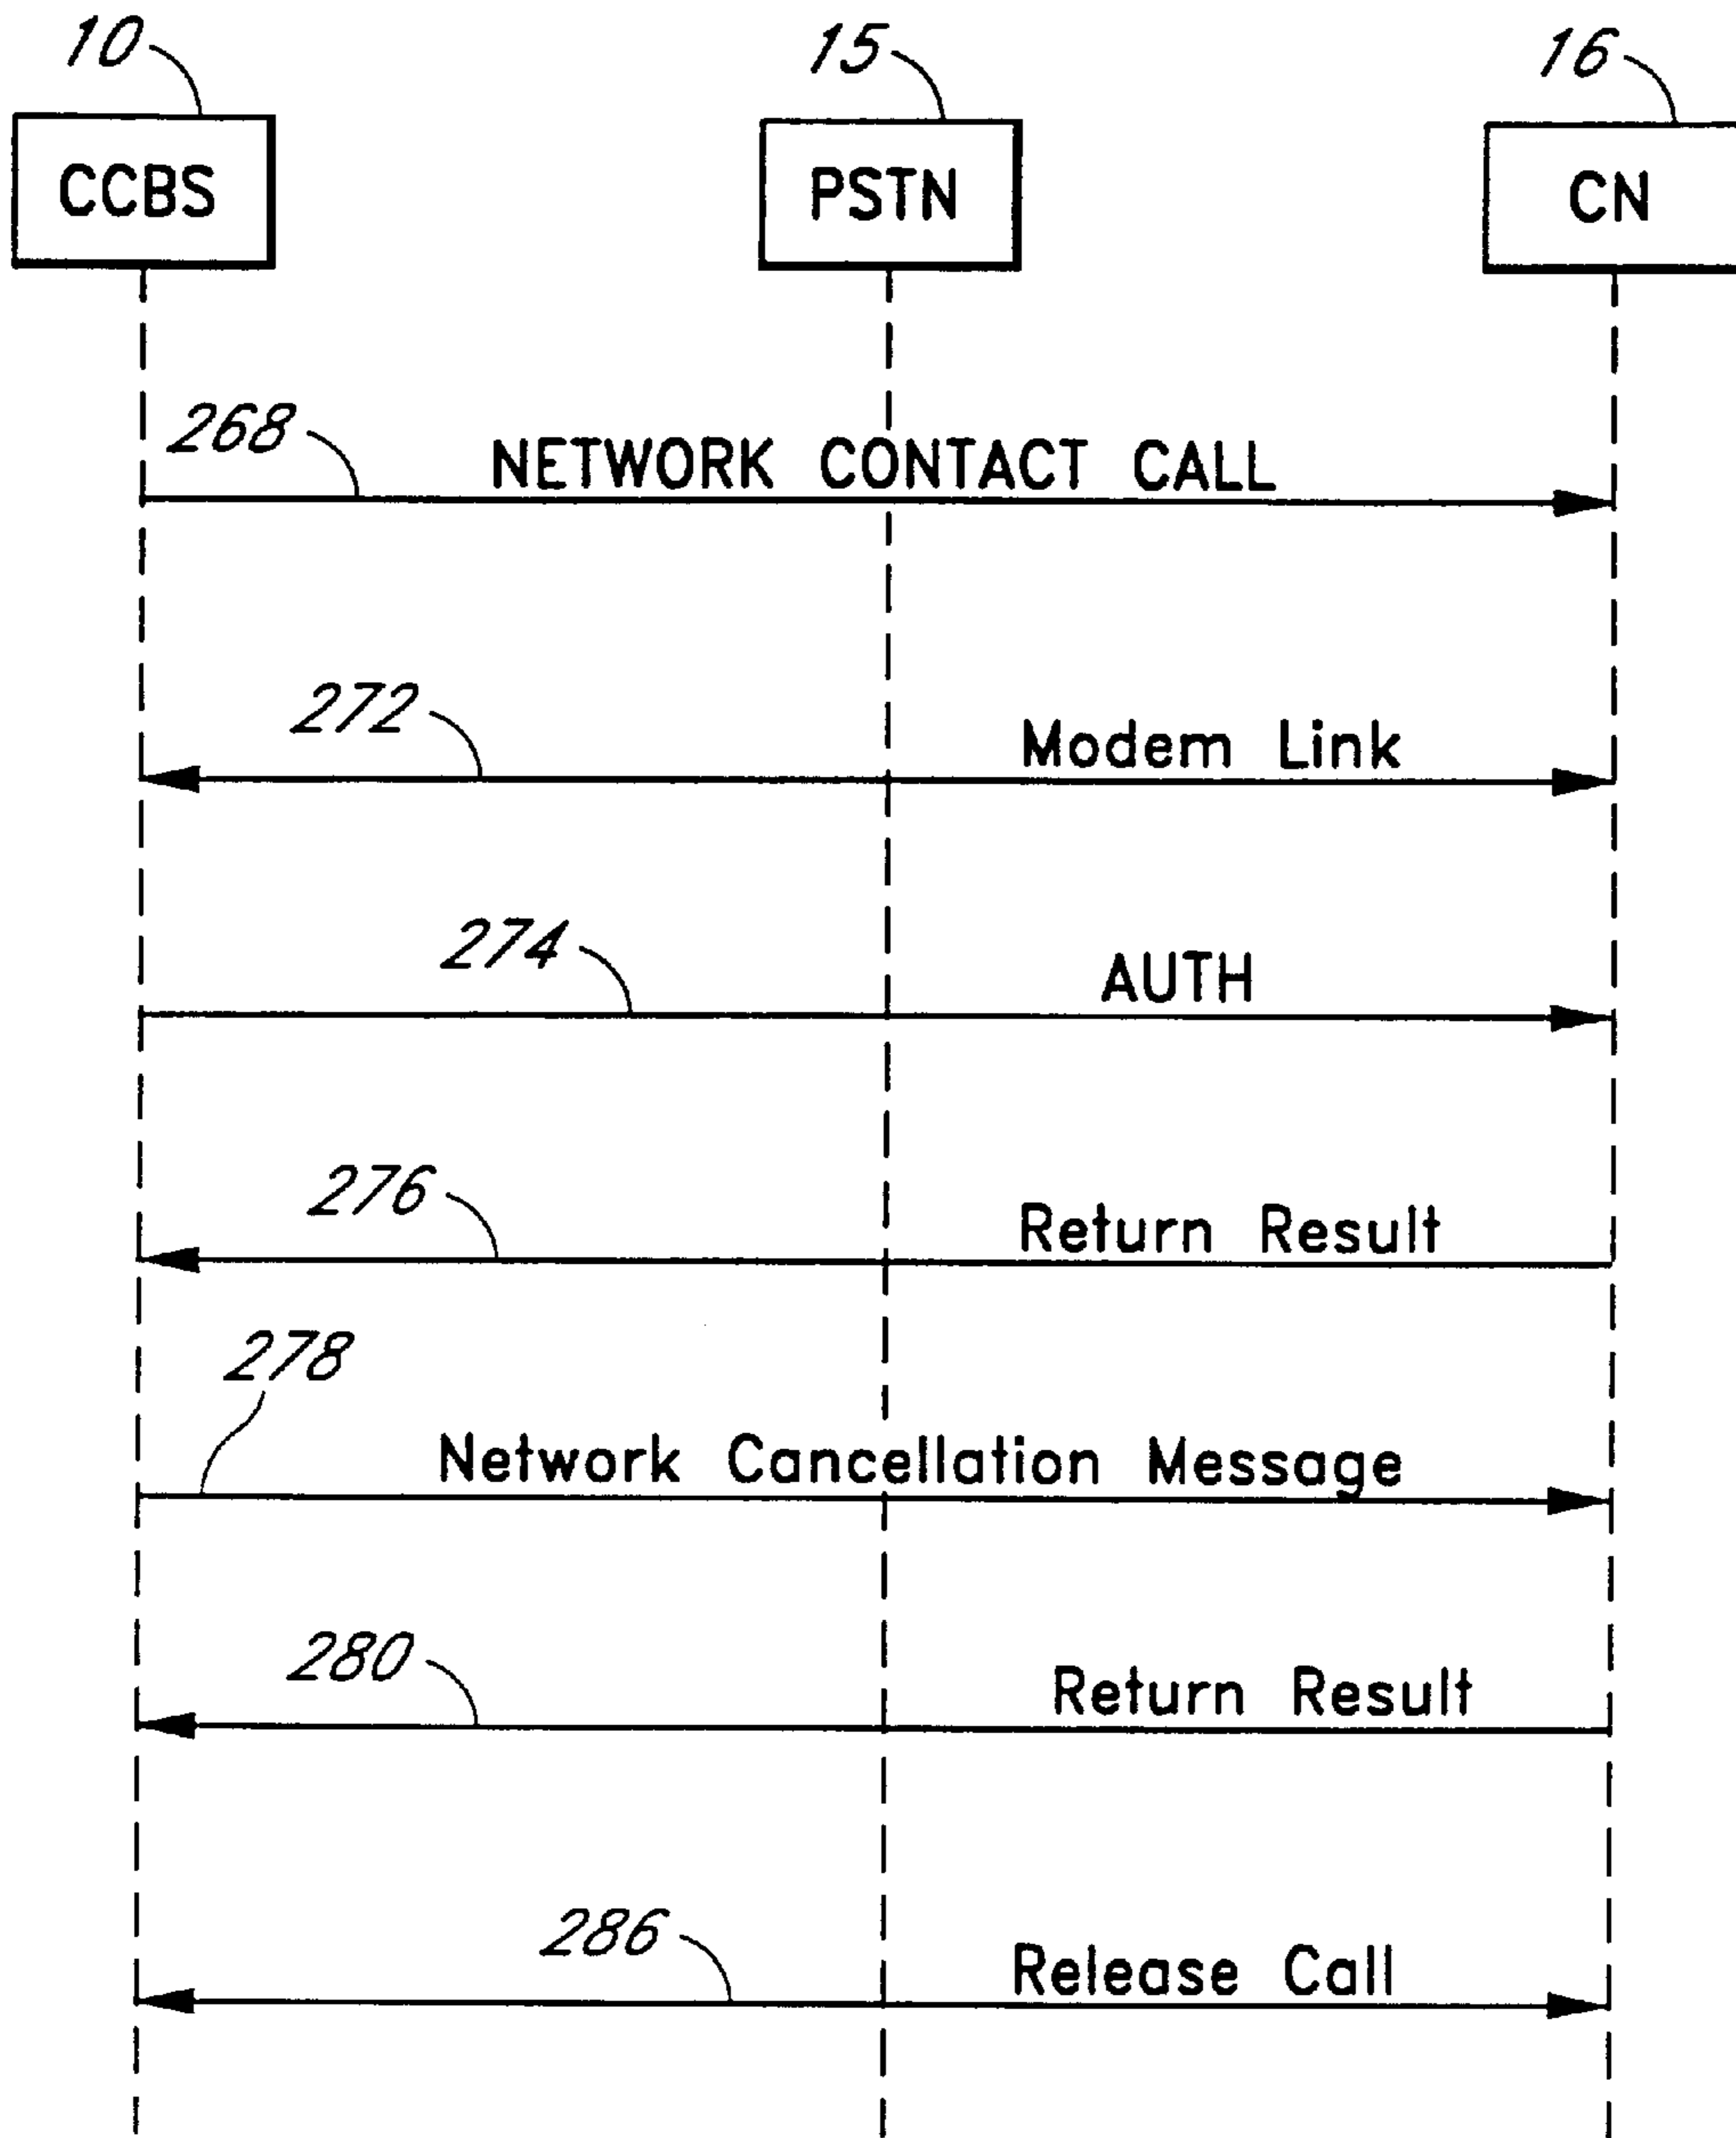 10 15 16
CCBS PSTN CN
268 NETWORK CONTACT CALL
272 Modem Link
274 AUTH
276 Return Result
278
Network Cancellation Message
280 Return Result
286 Release Call